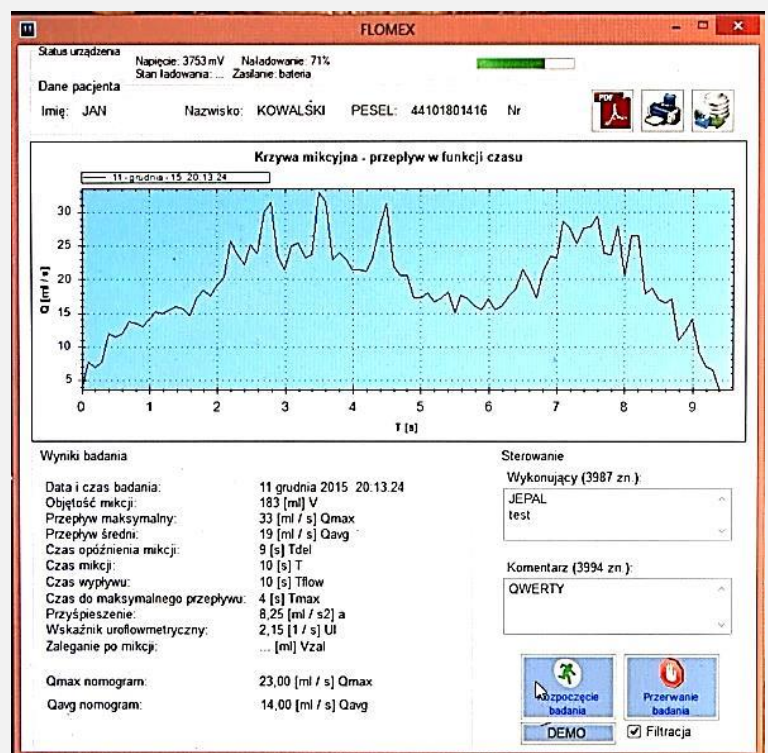 FLOMEX
Status urządzenia
Napięcie: 3753 mV Naładowanie: 71%
Stan ładowania: ... Zasilanie: bateria
Dane pacjenta
Imię: JAN Nazwisko: KOWALSKI PESEL: 44101801416 Nr
PDF
Krzywa mikcyjna - przepływ w funkcji czasu
11 - grudnia - 15 20:13:24
Q [ml / s]
30
25
20
15
10
5
0 1 2 3 4 5 6 7 8 9
T [s]
Wyniki badania
Data i czas badania: 11 grudnia 2015 20:13:24
Objętość mikcji: 183 [ml] V
Przepływ maksymalny: 33 [ml / s] Qmax
Przepływ średni: 19 [ml / s] Qavg
Czas opóźnienia mikcji: 9 [s] Tdel
Czas mikcji: 10 [s] T
Czas wypływu: 10 [s] Tflow
Czas do maksymalnego przepływu: 4 [s] Tmax
Przyśpieszenie: 8,25 [ml / s2] a
Wskaźnik uroflowmetryczny: 2,15 [1 / s] UI
Zaleganie po mikcji: ... [ml] Vzal
Qmax nomogram: 23,00 [ml / s] Qmax
Qavg nomogram: 14,00 [ml / s] Qavg
Sterowanie
Wykonujący (3987 zn.):
JEPAL
test
Komentarz (3994 zn.):
QWERTY
Rozpoczęcie
badania
Przerwanie
badania
DEMO
Filtracja